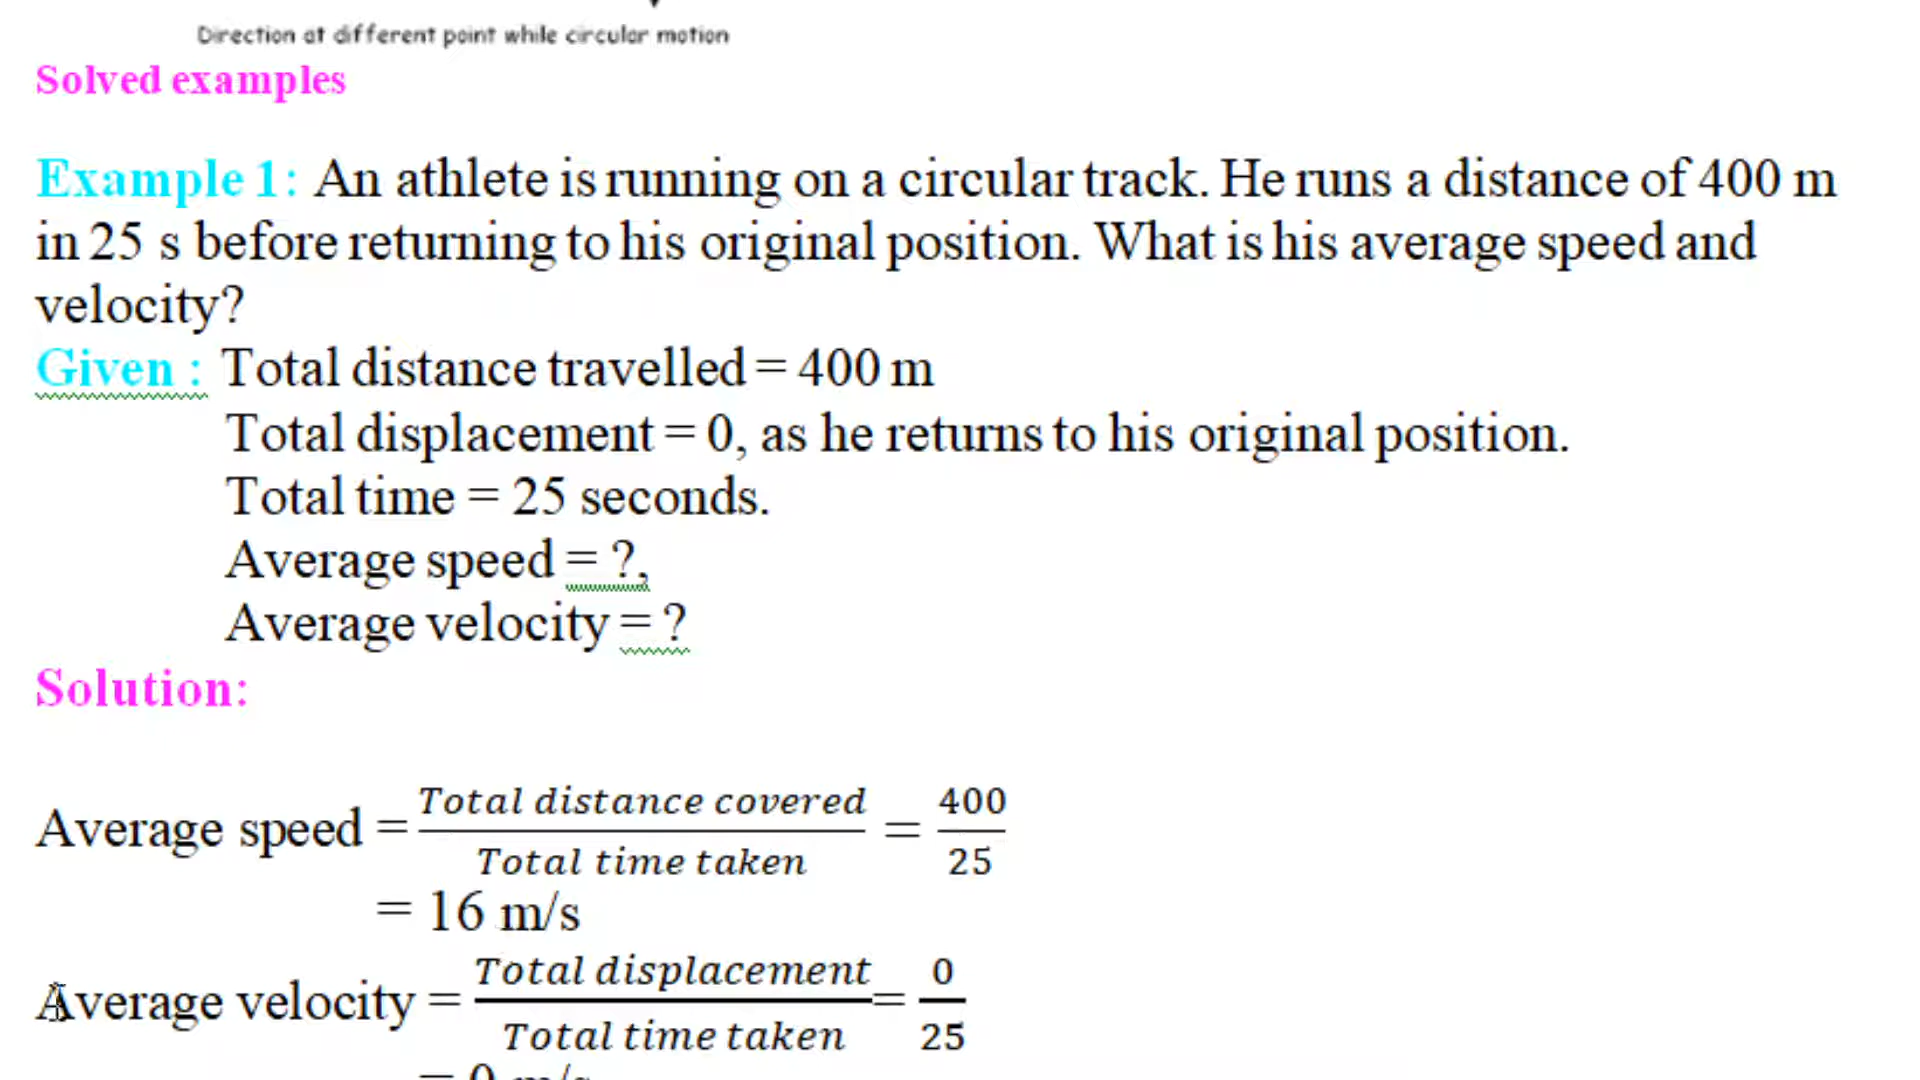 Direction at different point while circular motion
Solved examples
Example 1: An athlete is running on a circular track. He runs a distance of 400 m
in 25 s before returning to his original position. What is his average speed and
velocity?
Given : Total distance travelled = 400 m
Total displacement = 0, as he returns to his original position.
Total time = 25 seconds.
Average speed = ?,
Average velocity = ?
Solution:
Average speed = Total distance covered / Total time taken = 400 / 25
= 16 m/s
Average velocity = Total displacement / Total time taken = 0 / 25
= 0 m/s